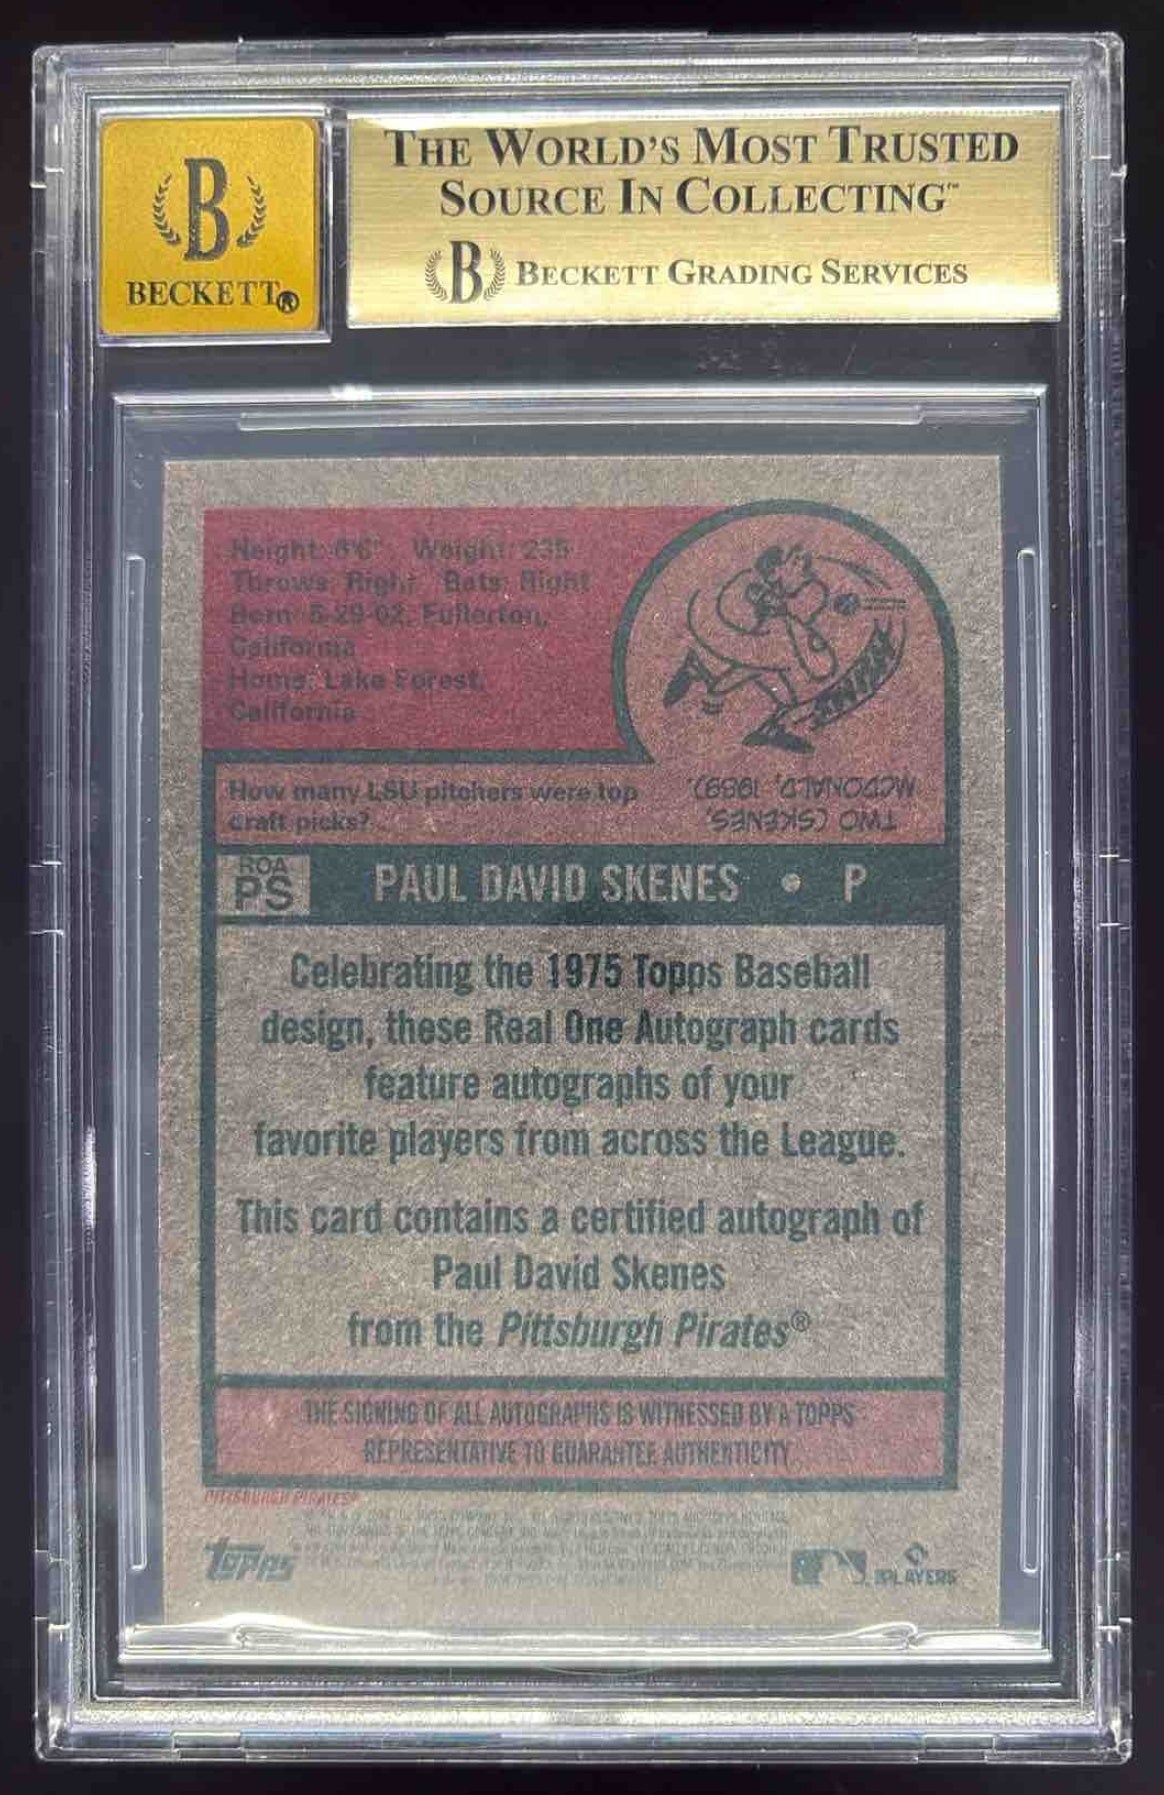 B
BECKETT®
THE WORLD'S MOST TRUSTED
SOURCE IN COLLECTING™
B BECKETT GRADING SERVICES
Height: 6'6" Weight: 235
Throws: Right Bats: Right
Born: 5-29-02, Fullerton,
California
Home: Lake Forest,
California
How many LSU pitchers were top
draft picks?
TWO (SKENES,
MCDONALD, 1989).
ROA
PS
PAUL DAVID SKENES • P
Celebrating the 1975 Topps Baseball
design, these Real One Autograph cards
feature autographs of your
favorite players from across the League.
This card contains a certified autograph of
Paul David Skenes
from the Pittsburgh Pirates®
THE SIGNING OF ALL AUTOGRAPHS IS WITNESSED BY A TOPPS
REPRESENTATIVE TO GUARANTEE AUTHENTICITY.
PITTSBURGH PIRATES®
Topps
PLAYERS